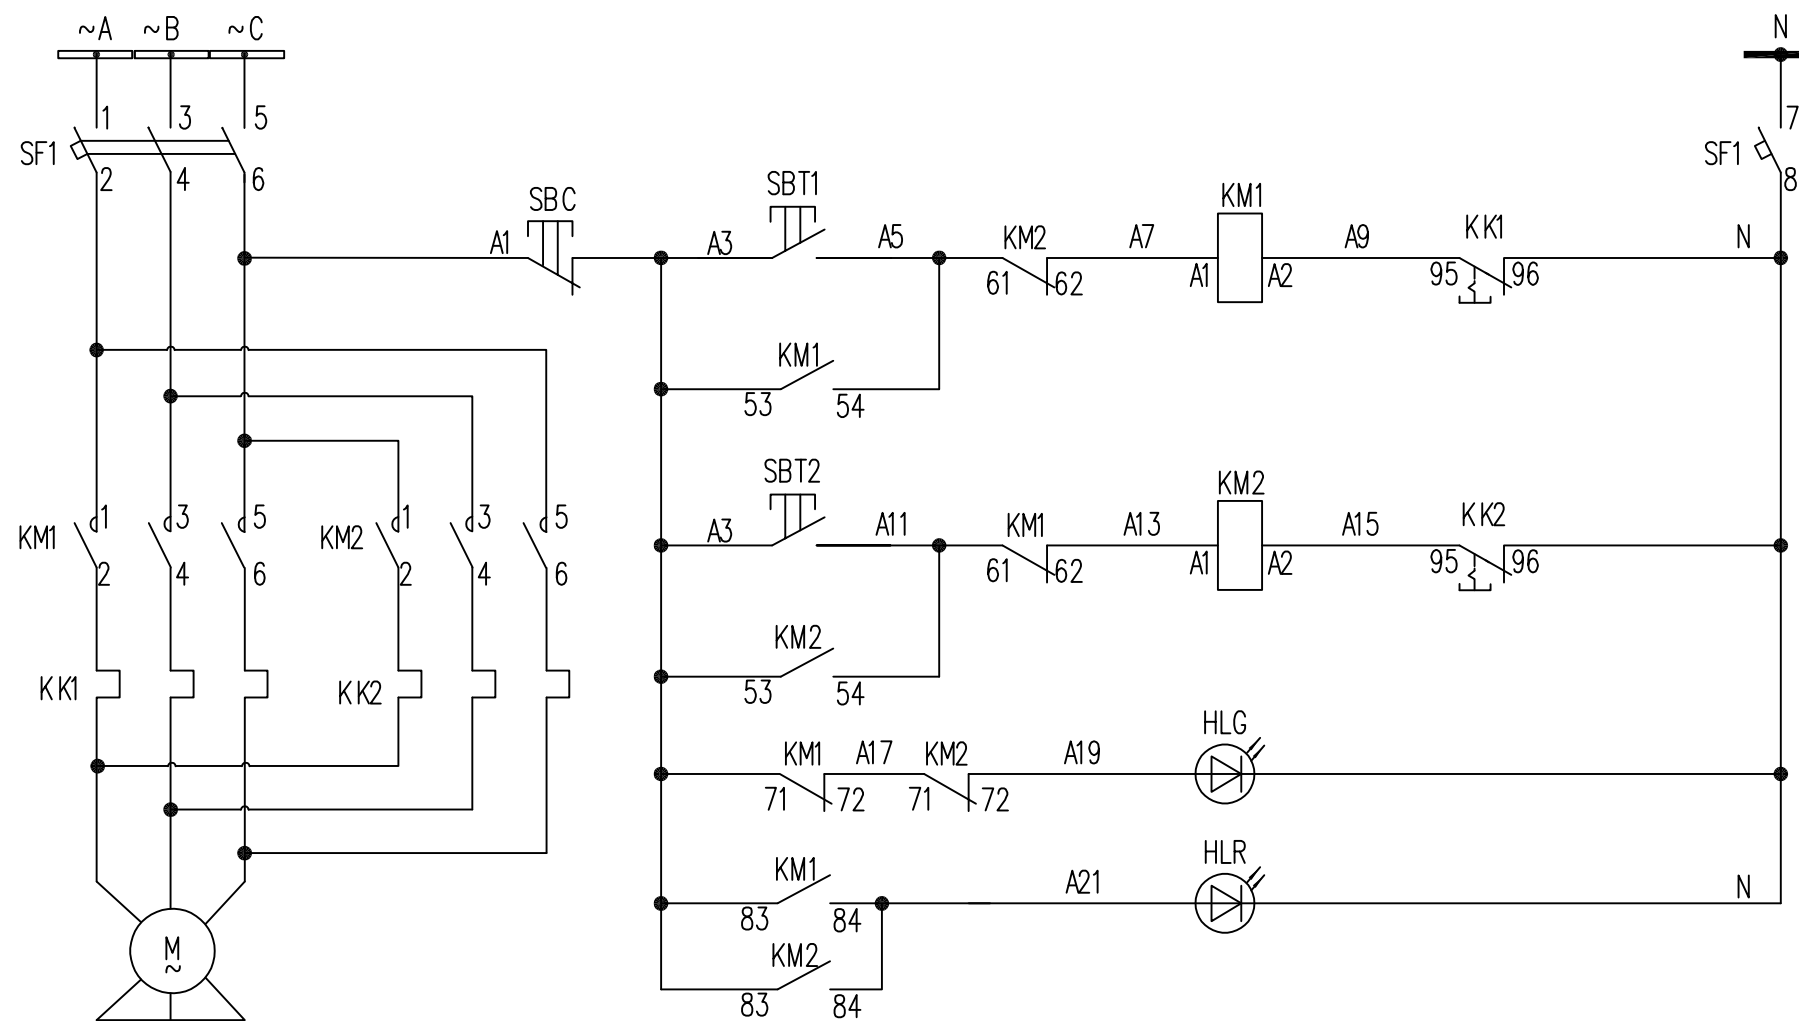 ~A ~B ~C N
1 3 5 7
SF1 SF1
2 4 6 8
SBC SBT1 KM1
A1 A3 A5 KM2 A7 A9 KK1 N
61 62 A1 A2 95 96
KM1
53 54
SBT2 KM2
1 3 5 1 3 5
KM1 KM2 A3 A11 KM1 A13 A15 KK2
2 4 6 2 4 6 61 62 A1 A2 95 96
KM2
KK1 KK2 53 54
HLG
KM1 A17 KM2 A19
71 72 71 72
HLR
KM1 A21 N
83 84
M KM2
~
83 84